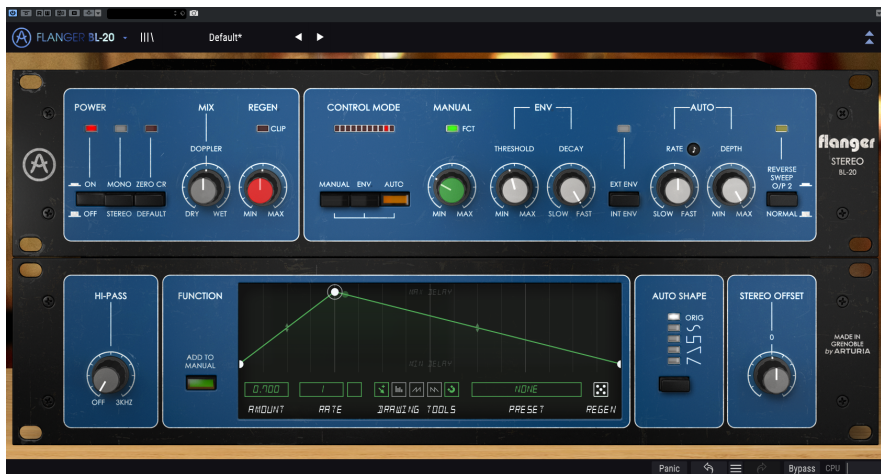 FLANGER BL-20
Default*
POWER
MIX
REGEN
CLIP
DOPPLER
ON
MONO
ZERO CR
OFF
STEREO
DEFAULT
DRY
WET
MIN
MAX
CONTROL MODE
MANUAL
ENV
AUTO
FCT
THRESHOLD
DECAY
RATE
DEPTH
MANUAL
ENV
AUTO
MIN
MAX
MIN
MAX
SLOW
FAST
EXT ENV
INT ENV
SLOW
FAST
MIN
MAX
REVERSE
SWEEP
O/P 2
NORMAL
flanger
STEREO
BL-20
HI-PASS
OFF
3KHZ
FUNCTION
ADD TO
MANUAL
MAX DELAY
MIN DELAY
0.700
1
NONE
AMOUNT
RATE
DRAWING TOOLS
PRESET
REGEN
AUTO SHAPE
ORIG
STEREO OFFSET
0
MADE IN
GRENOBLE
by ARTURIA
Panic
Bypass
CPU